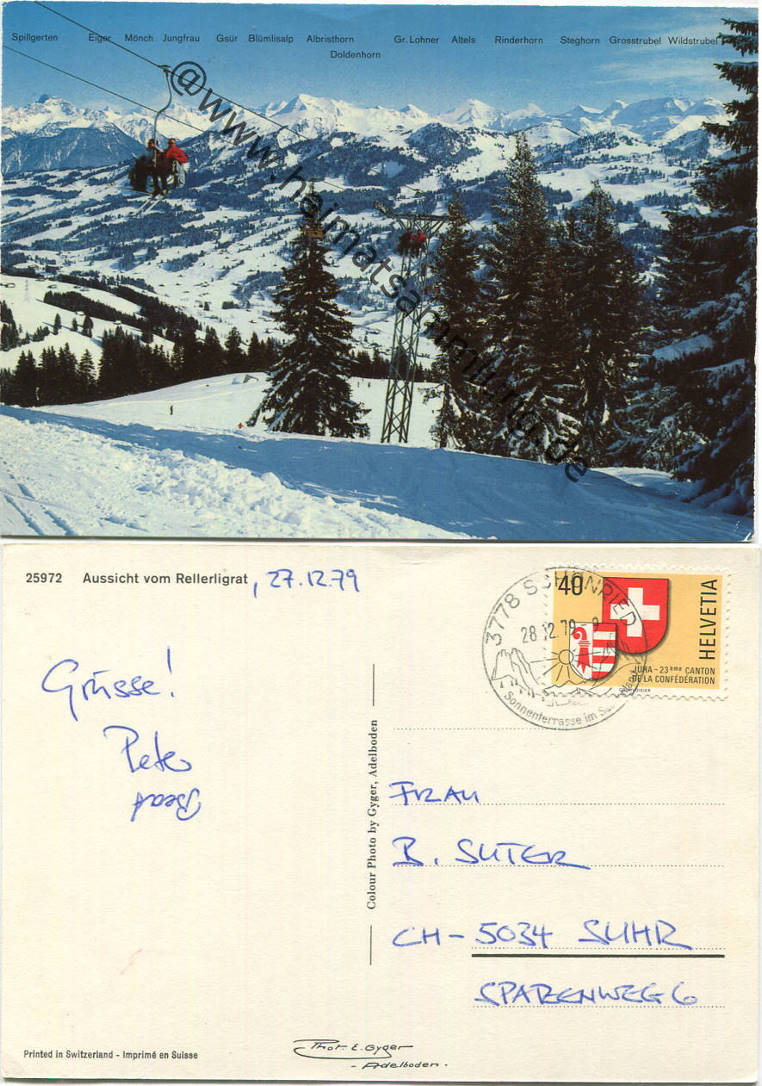 Spillgerten Eiger Mönch Jungfrau Gsür Blümlisalp Albristhorn Gr. Lohner Altels Rinderhorn Steghorn Grosstrubel Wildstrubel
Doldenhorn
@www.heimatsammlung.de
25972 Aussicht vom Rellerligrat, 27.12.79
Grüsse!
Peter
Beat
3778 SCHÖNRIED
28.12.79
Sonnenterrasse im
40
HELVETIA
JURA - 23ème CANTON
DE LA CONFÉDÉRATION
Colour Photo by Gyger, Adelboden
FRAU
B. SUTER
CH - 5034 SUHR
SPARENWEG 6
Printed in Switzerland - Imprimé en Suisse
Phot. E. Gyger
- Adelboden -